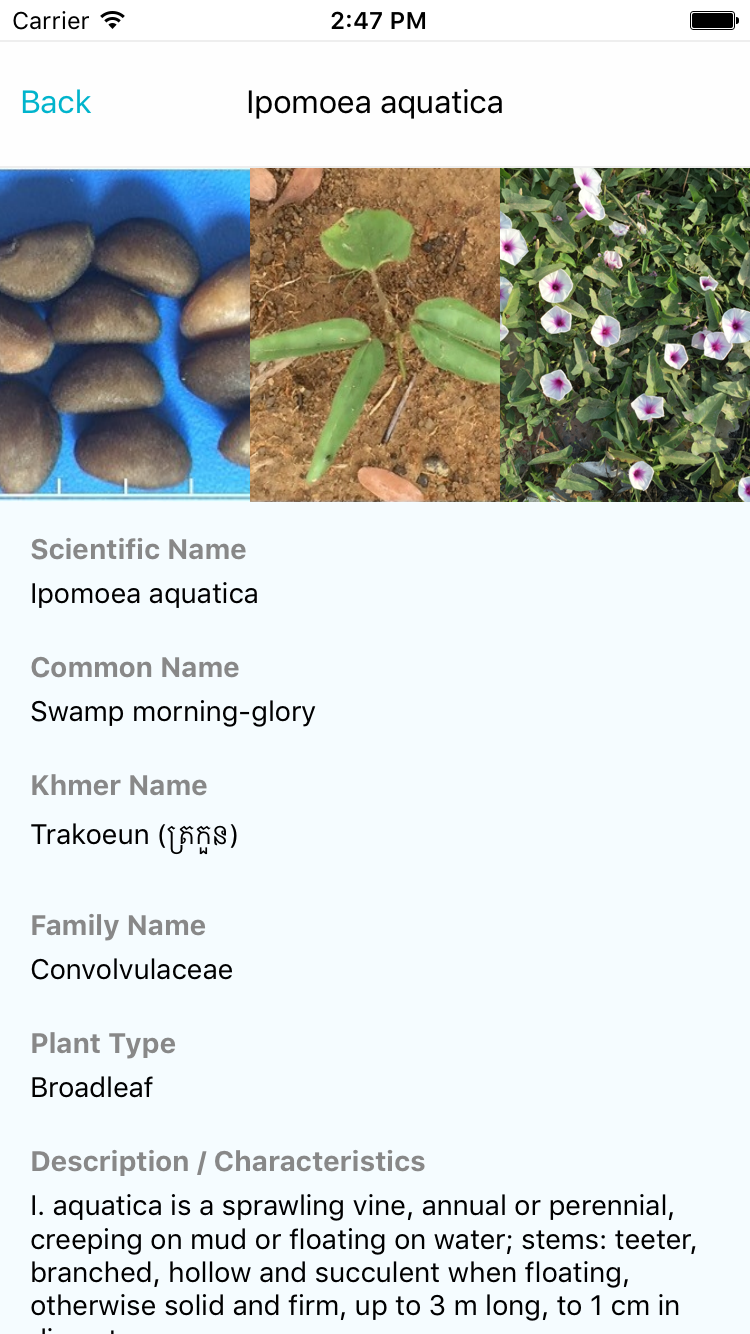 Carrier 2:47 PM
Back Ipomoea aquatica
Scientific Name
Ipomoea aquatica
Common Name
Swamp morning-glory
Khmer Name
Trakoeun (ត្រកួន)
Family Name
Convolvulaceae
Plant Type
Broadleaf
Description / Characteristics
I. aquatica is a sprawling vine, annual or perennial,
creeping on mud or floating on water; stems: teeter,
branched, hollow and succulent when floating,
otherwise solid and firm, up to 3 m long, to 1 cm in